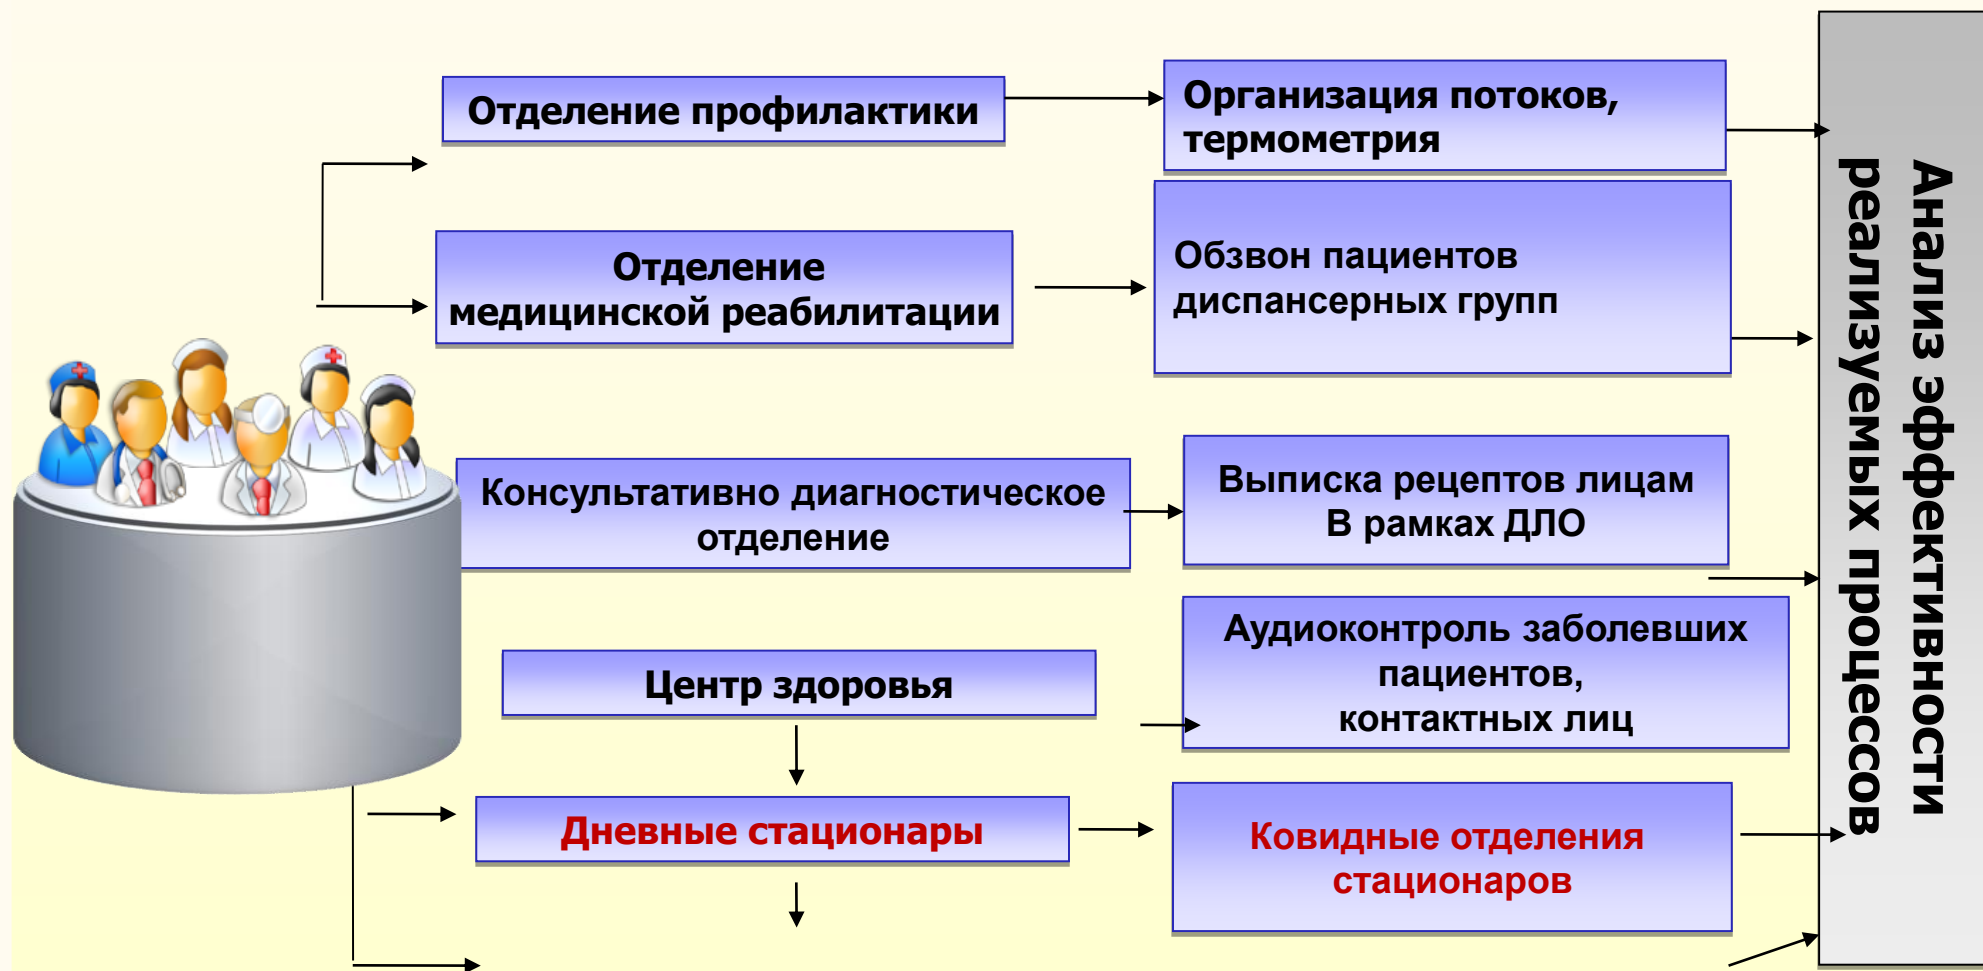 Отделение профилактики
Организация потоков,
термометрия
Отделение
медицинской реабилитации
Обзвон пациентов
диспансерных групп
Консультативно диагностическое
отделение
Выписка рецептов лицам
В рамках ДЛО
Центр здоровья
Аудиоконтроль заболевших
пациентов,
контактных лиц
Дневные стационары
Ковидные отделения
стационаров
Анализ эффективности
реализуемых процессов